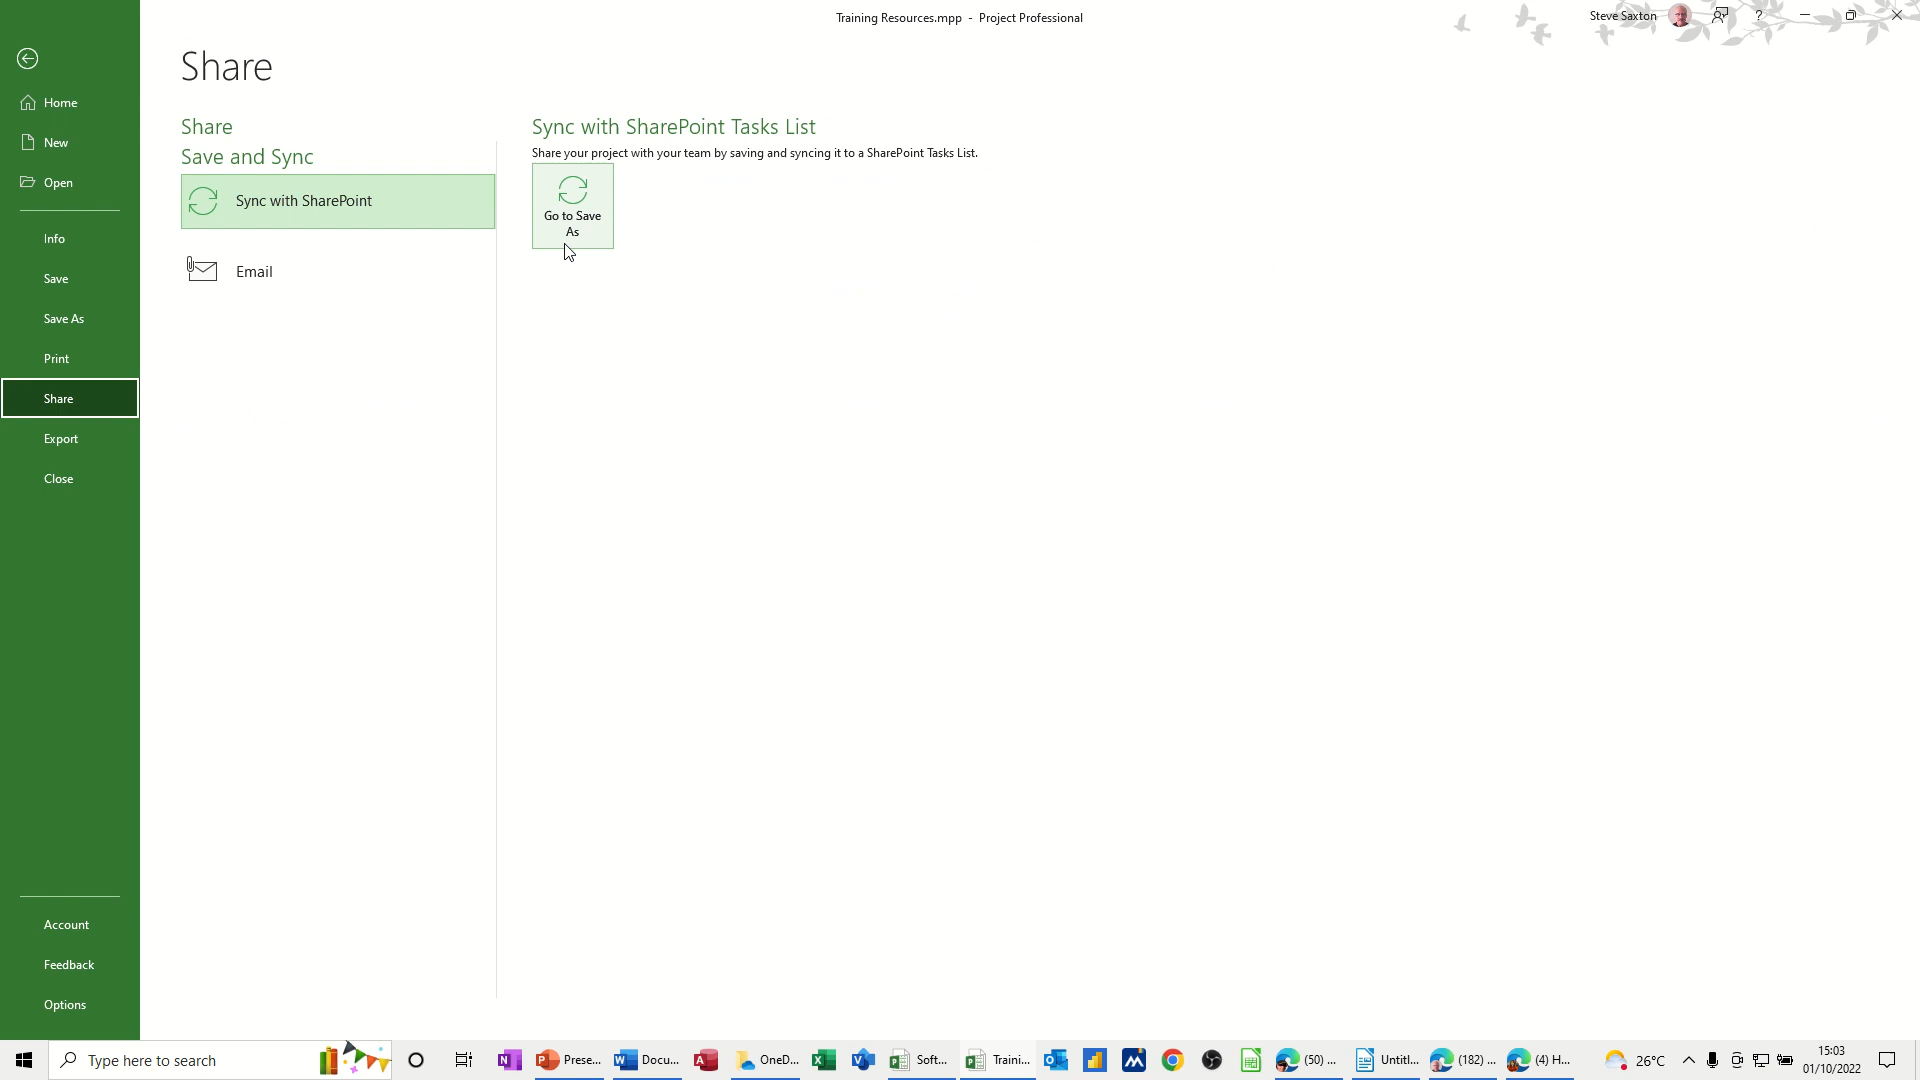 Training Resources.mpp - Project Professional
Steve Saxton
?
Home
New
Open
Info
Save
Save As
Print
Share
Export
Close
Account
Feedback
Options
Share
Share
Save and Sync
Sync with SharePoint
Email
Sync with SharePoint Tasks List
Share your project with your team by saving and syncing it to a SharePoint Tasks List.
Go to Save
As
Type here to search
Prese...
Docu...
OneD...
Soft...
Traini...
(50) ...
Untitl...
(182) ...
(4) H...
26°C
15:03
01/10/2022